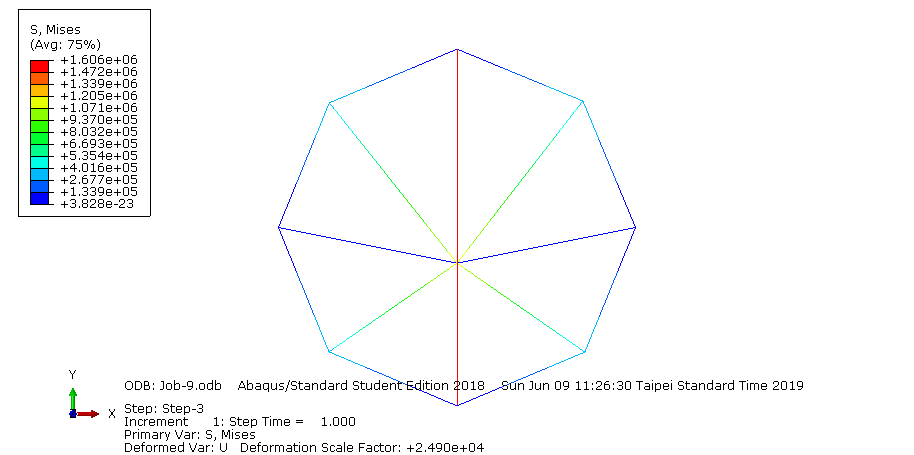 S, Mises
(Avg: 75%)
+1.606e+06
+1.472e+06
+1.339e+06
+1.205e+06
+1.071e+06
+9.370e+05
+8.032e+05
+6.693e+05
+5.354e+05
+4.016e+05
+2.677e+05
+1.339e+05
+3.828e-23
Y
X
ODB: Job-9.odb    Abaqus/Standard Student Edition 2018    Sun Jun 09 11:26:30 Taipei Standard Time 2019
Step: Step-3
Increment      1: Step Time =    1.000
Primary Var: S, Mises
Deformed Var: U   Deformation Scale Factor: +2.490e+04